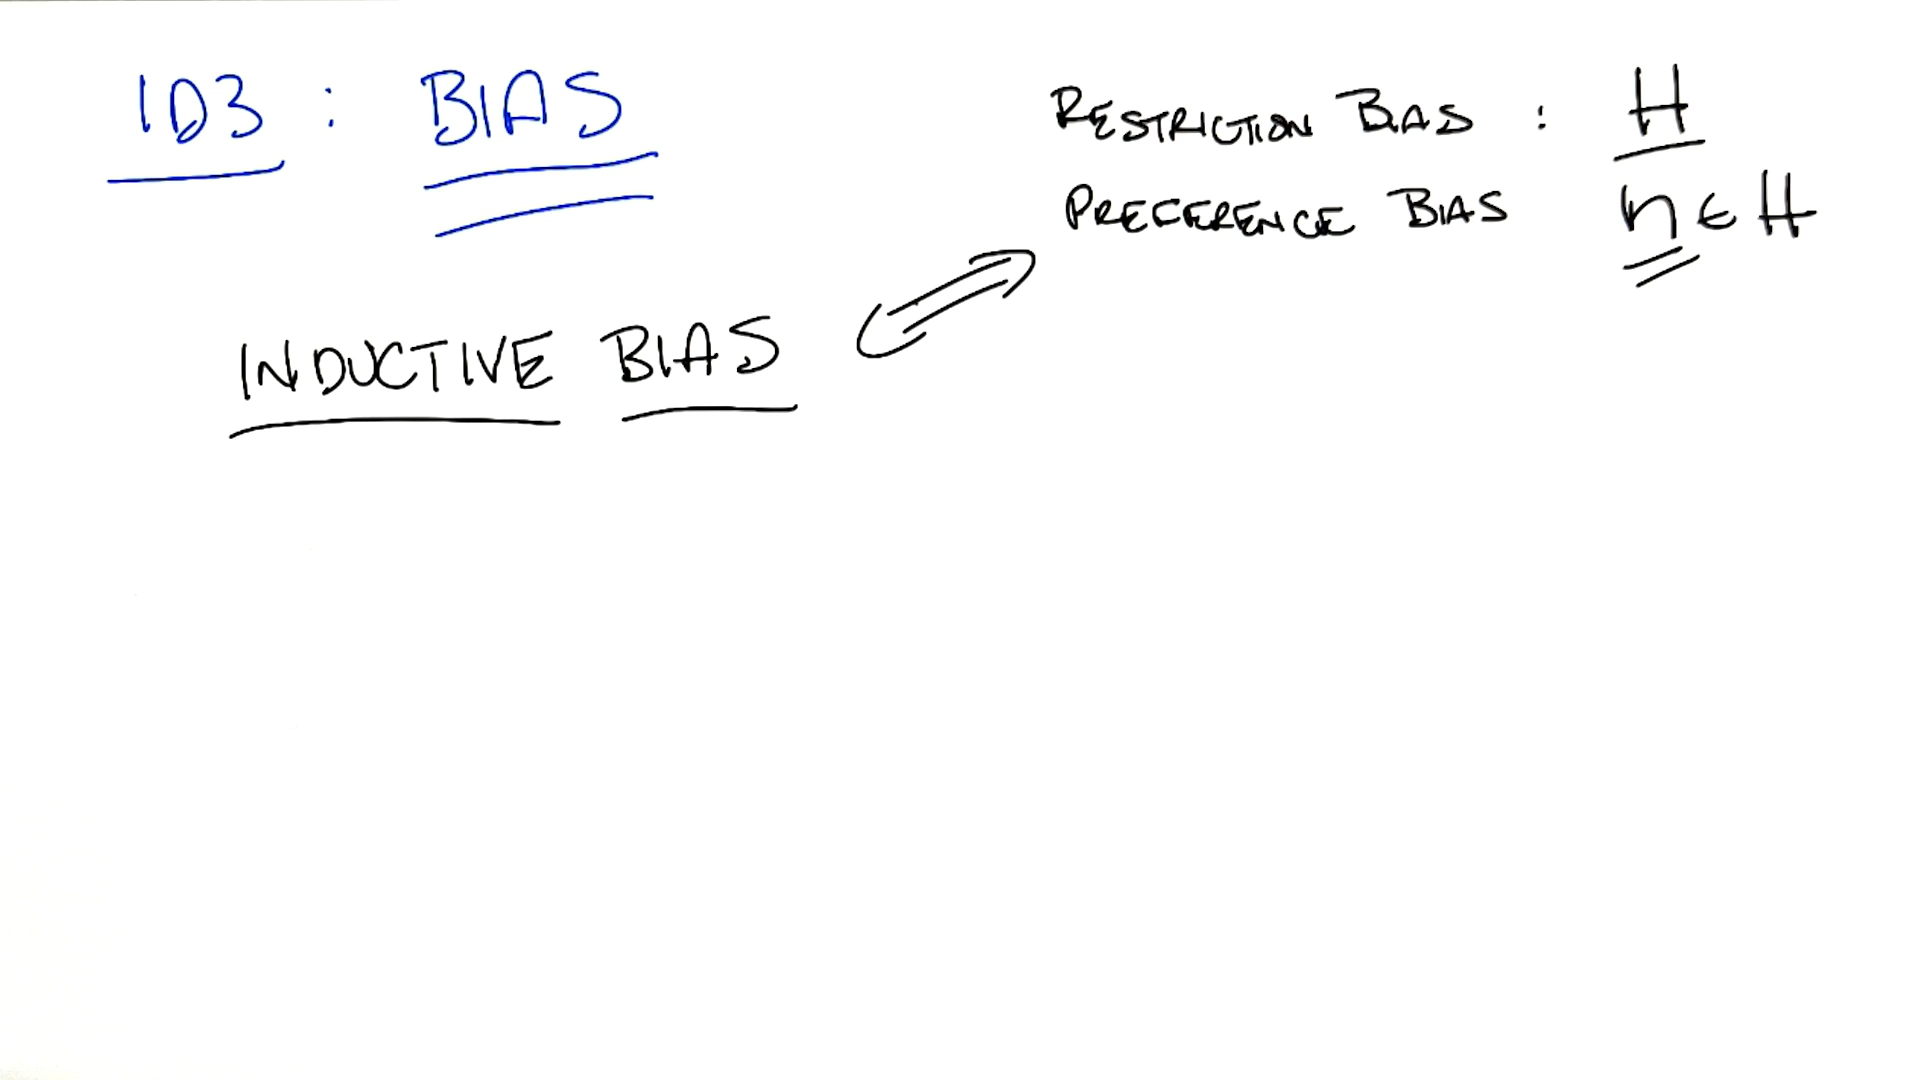 ID3 : BIAS
RESTRICTION BIAS : H
PREFERENCE BIAS n ∈ H
INDUCTIVE BIAS